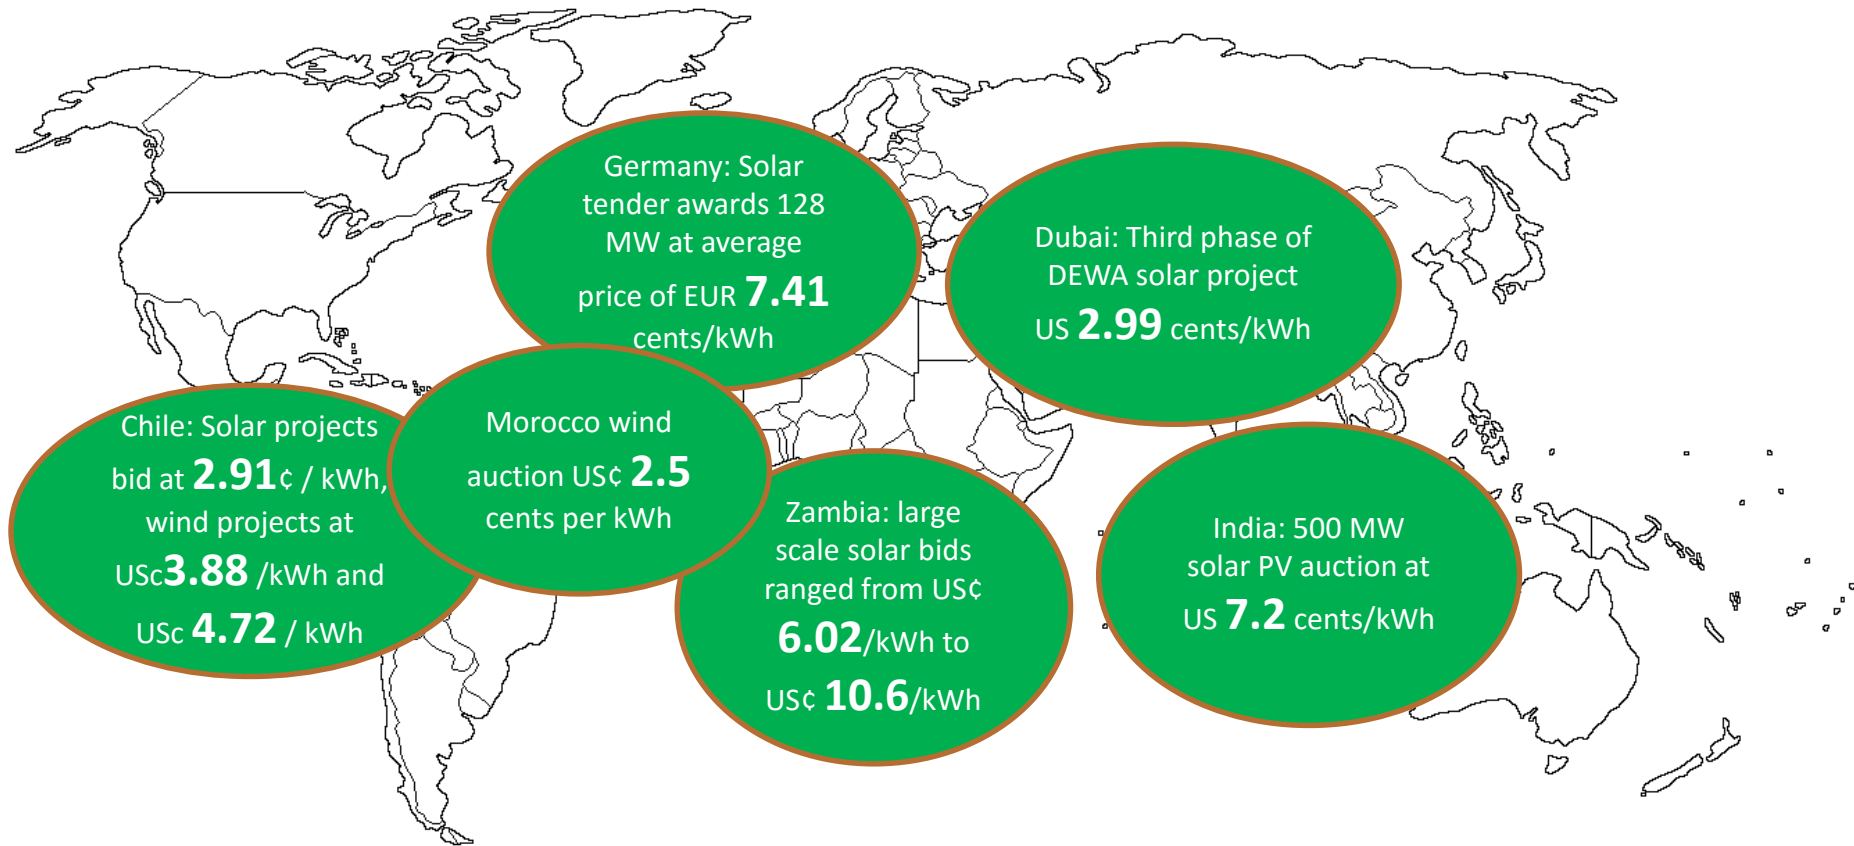 Germany: Solar
tender awards 128
MW at average
price of EUR 7.41
cents/kWh
Dubai: Third phase of
DEWA solar project
US 2.99 cents/kWh
Chile: Solar projects
bid at 2.91¢ / kWh,
wind projects at
USc3.88 /kWh and
USc 4.72 / kWh
Morocco wind
auction US¢ 2.5
cents per kWh
Zambia: large
scale solar bids
ranged from US¢
6.02/kWh to
US¢ 10.6/kWh
India: 500 MW
solar PV auction at
US 7.2 cents/kWh